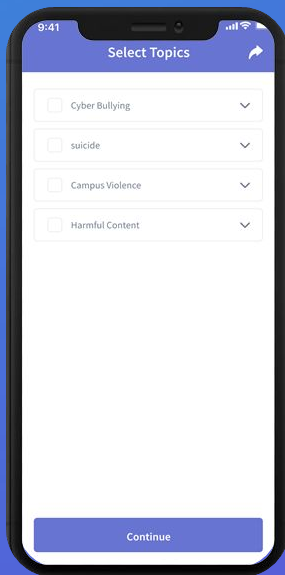 9:41
Select Topics
Cyber Bullying
suicide
Campus Violence
Harmful Content
Continue